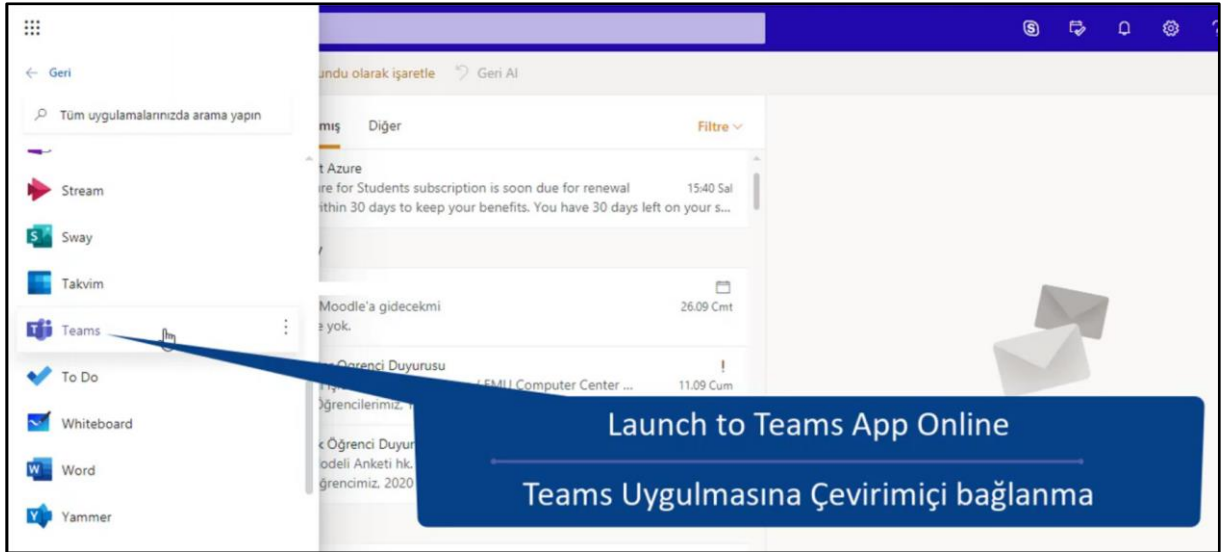 Geri
undu olarak işaretle
Geri Al
Tüm uygulamalarınızda arama yapın
mış
Diğer
Filtre
Stream
Sway
Takvim
Teams
To Do
Whiteboard
Word
Yammer
t Azure
re for Students subscription is soon due for renewal
15:40 Sal
ithin 30 days to keep your benefits. You have 30 days left on your s...
Moodle'a gidecekmi
26.09 Cmt
e yok.
Ogrenci Duyurusu
/ EMU Computer Center ...
11.09 Cum
Öğrencilerimiz,
k Öğrenci Duyur
odeli Anketi hk.
ğrencimiz, 2020
Launch to Teams App Online
Teams Uygulmasına Çevirimiçi bağlanma